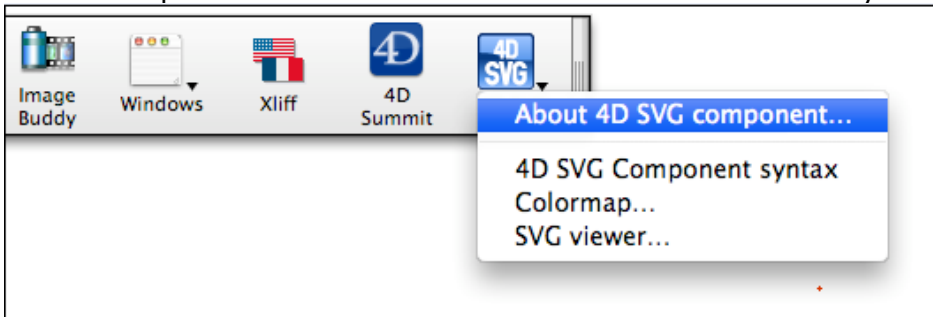 Image
Buddy
Windows
Xliff
4D
Summit
4D
SVG
About 4D SVG component...
4D SVG Component syntax
Colormap...
SVG viewer...